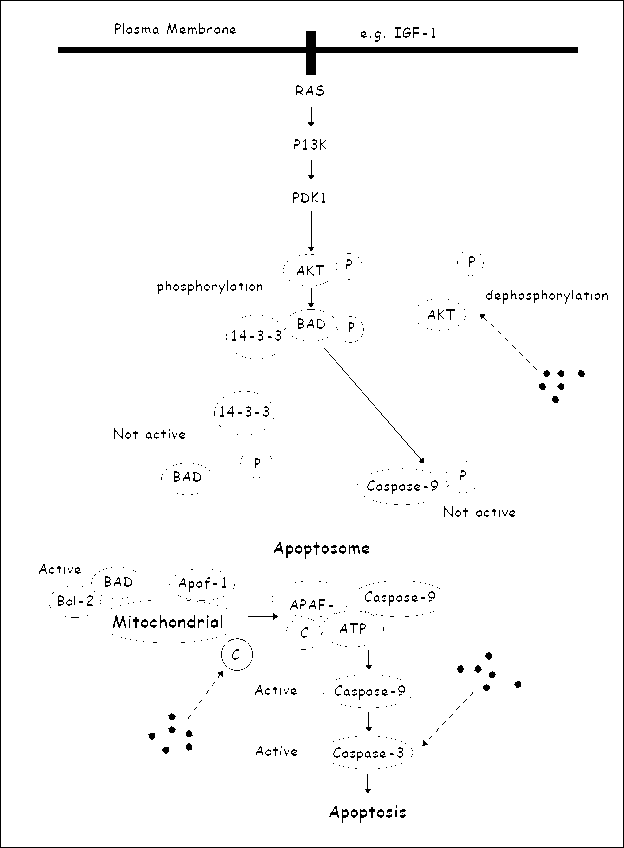 Plasma Membrane
e.g. IGF-1
RAS
P13K
PDK1
AKT
P
P
phosphorylation
dephosphorylation
AKT
14-3-3
BAD
P
14-3-3
Not active
P
BAD
Caspase-9
P
Not active
Apoptosome
Active
BAD
Apaf-1
Bal-2
APAF-
Caspase-9
Mitochondrial
C
ATP
C
Active
Caspase-9
Active
Caspase-3
Apoptosis